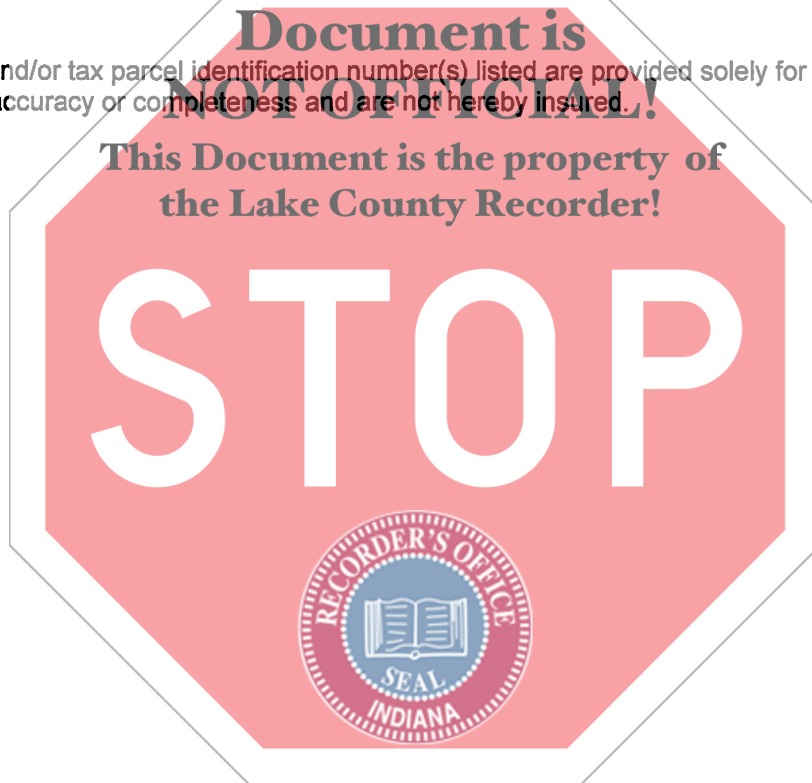 Document is
nd/or tax parcel identification number(s) listed are provided solely for
ccuracy or completeness and are not hereby insured.
NOT OFFICIAL!
This Document is the property of
the Lake County Recorder!
STOP
RECORDER'S OFFICE
SEAL
INDIANA